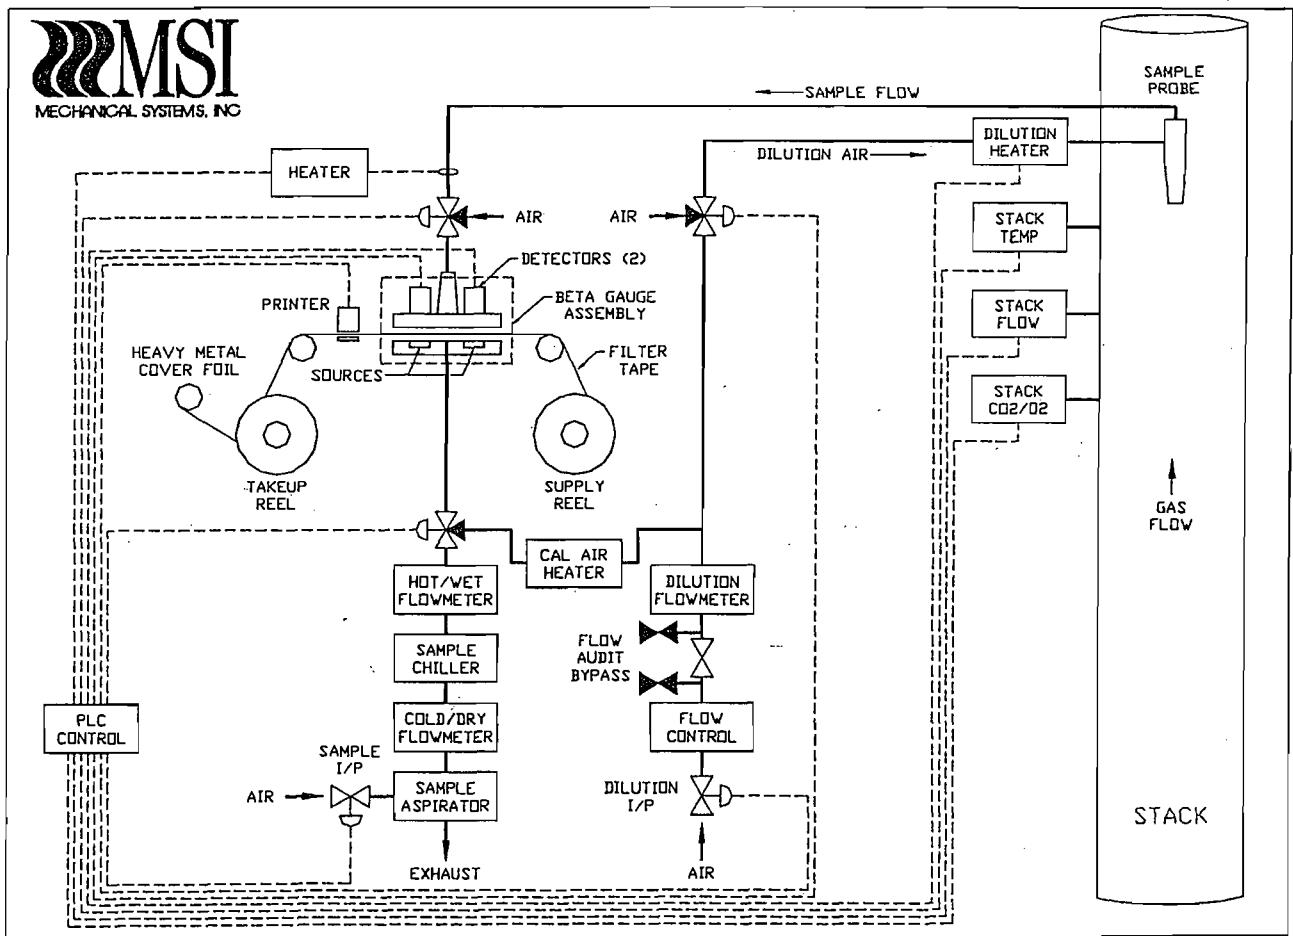 MSI
MECHANICAL SYSTEMS, INC
SAMPLE
PROBE
SAMPLE FLOW
DILUTION
HEATER
DILUTION AIR
HEATER
AIR
AIR
STACK
TEMP
DETECTORS (2)
BETA GAUGE
ASSEMBLY
PRINTER
STACK
FLOW
HEAVY METAL
COVER FOIL
SOURCES
FILTER
TAPE
STACK
CO2/O2
TAKEUP
REEL
SUPPLY
REEL
GAS
FLOW
CAL AIR
HEATER
HOT/WET
FLOWMETER
DILUTION
FLOWMETER
SAMPLE
CHILLER
FLOW
AUDIT
BYPASS
PLC
CONTROL
COLD/DRY
FLOWMETER
FLOW
CONTROL
SAMPLE
I/P
AIR
SAMPLE
ASPIRATOR
DILUTION
I/P
STACK
EXHAUST
AIR